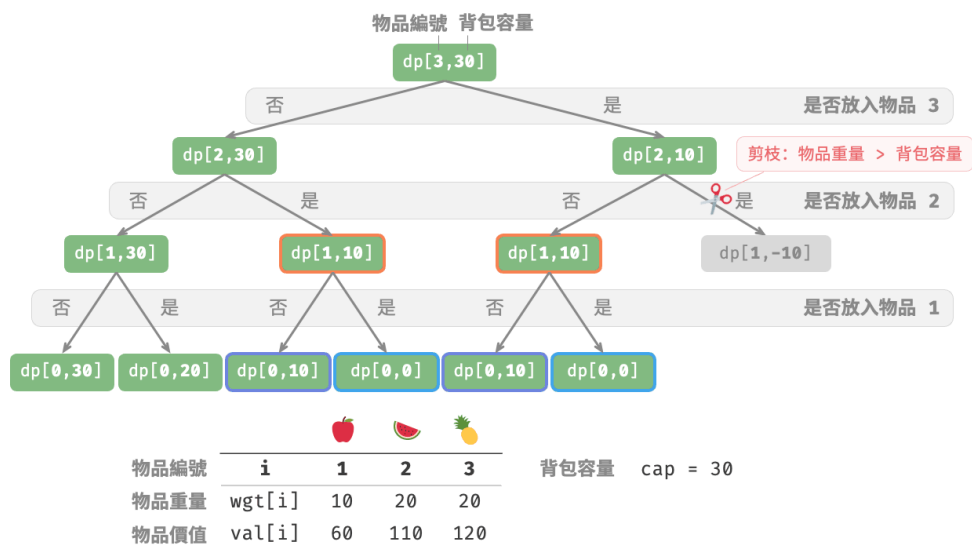 物品編號 背包容量
dp[3,30]
否 是 是否放入物品 3
dp[2,30] dp[2,10] 剪枝：物品重量 > 背包容量
否 是 否 是 是否放入物品 2
dp[1,30] dp[1,10] dp[1,10] dp[1,-10]
否 是 否 是 否 是 是否放入物品 1
dp[0,30] dp[0,20] dp[0,10] dp[0,0] dp[0,10] dp[0,0]
物品編號 i 1 2 3 背包容量 cap = 30
物品重量 wgt[i] 10 20 20
物品價值 val[i] 60 110 120